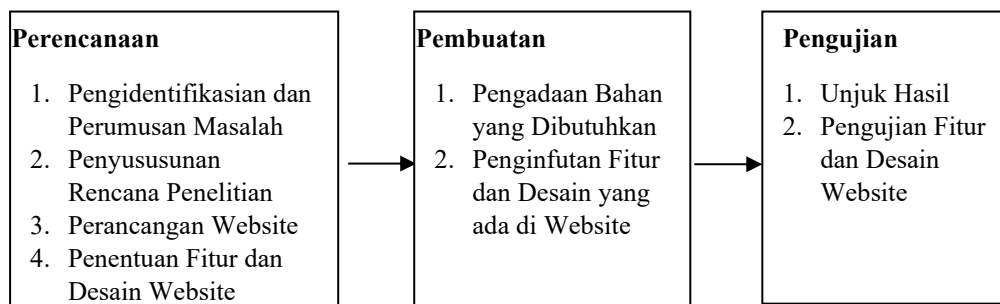 Perencanaan
1. Pengidentifikasian dan
Perumusan Masalah
2. Penyususunan
Rencana Penelitian
3. Perancangan Website
4. Penentuan Fitur dan
Desain Website
Pembuatan
1. Pengadaan Bahan
yang Dibutuhkan
2. Penginfutan Fitur
dan Desain yang
ada di Website
Pengujian
1. Unjuk Hasil
2. Pengujian Fitur
dan Desain
Website